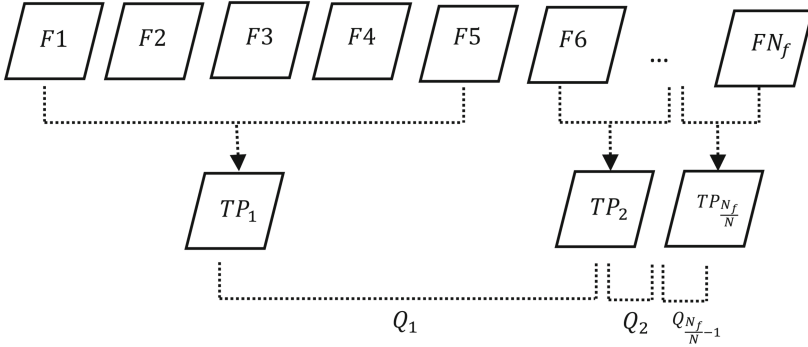 F1 F2 F3 F4 F5 F6 ... FN_f
TP_1 TP_2 TP_{N_f/N}
Q_1 Q_2 Q_{N_f/N-1}